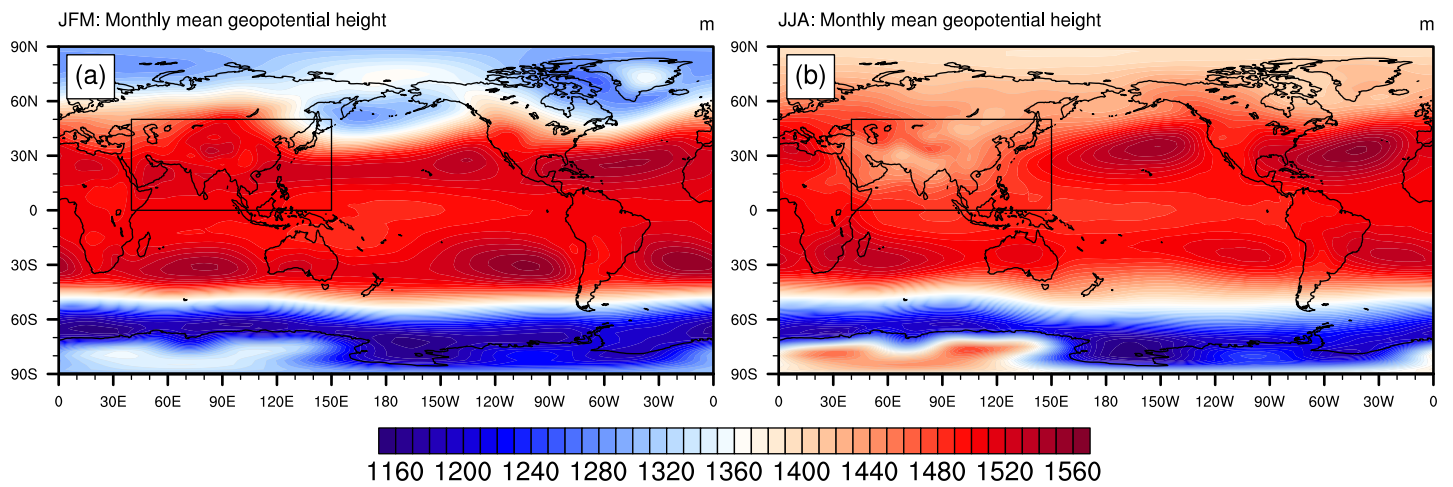 JFM: Monthly mean geopotential height m
JJA: Monthly mean geopotential height m
(a)
(b)
90N
60N
30N
0
30S
60S
90S
0 30E 60E 90E 120E 150E 180 150W 120W 90W 60W 30W 0
90N
60N
30N
0
30S
60S
90S
0 30E 60E 90E 120E 150E 180 150W 120W 90W 60W 30W 0
1160 1200 1240 1280 1320 1360 1400 1440 1480 1520 1560